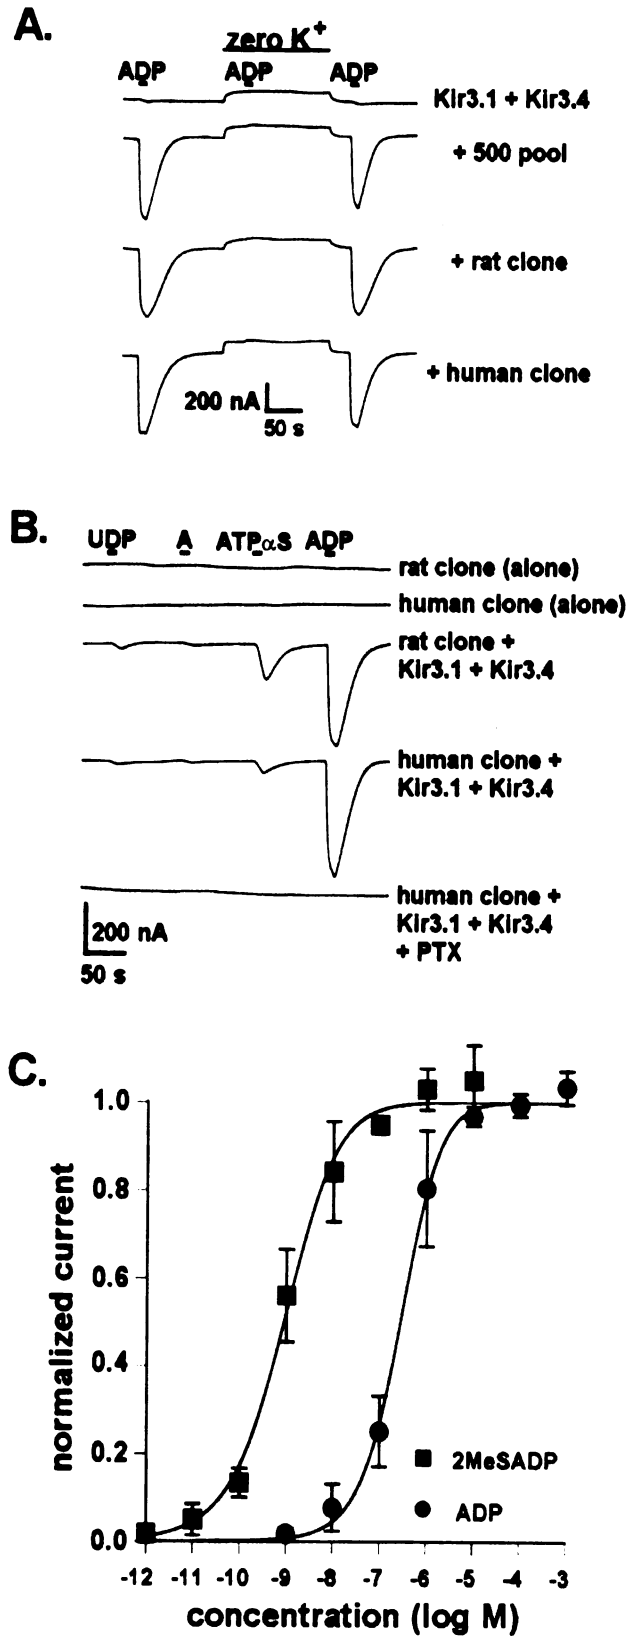 A.
zero K+
ADP ADP ADP
Kir3.1 + Kir3.4
+ 500 pool
+ rat clone
+ human clone
200 nA
50 s
B.
UDP A ATPαS ADP
rat clone (alone)
human clone (alone)
rat clone +
Kir3.1 + Kir3.4
human clone +
Kir3.1 + Kir3.4
human clone +
Kir3.1 + Kir3.4
+ PTX
200 nA
50 s
C.
normalized current
1.0
0.8
0.6
0.4
0.2
0.0
2MeSADP
ADP
-12 -11 -10 -9 -8 -7 -6 -5 -4 -3
concentration (log M)